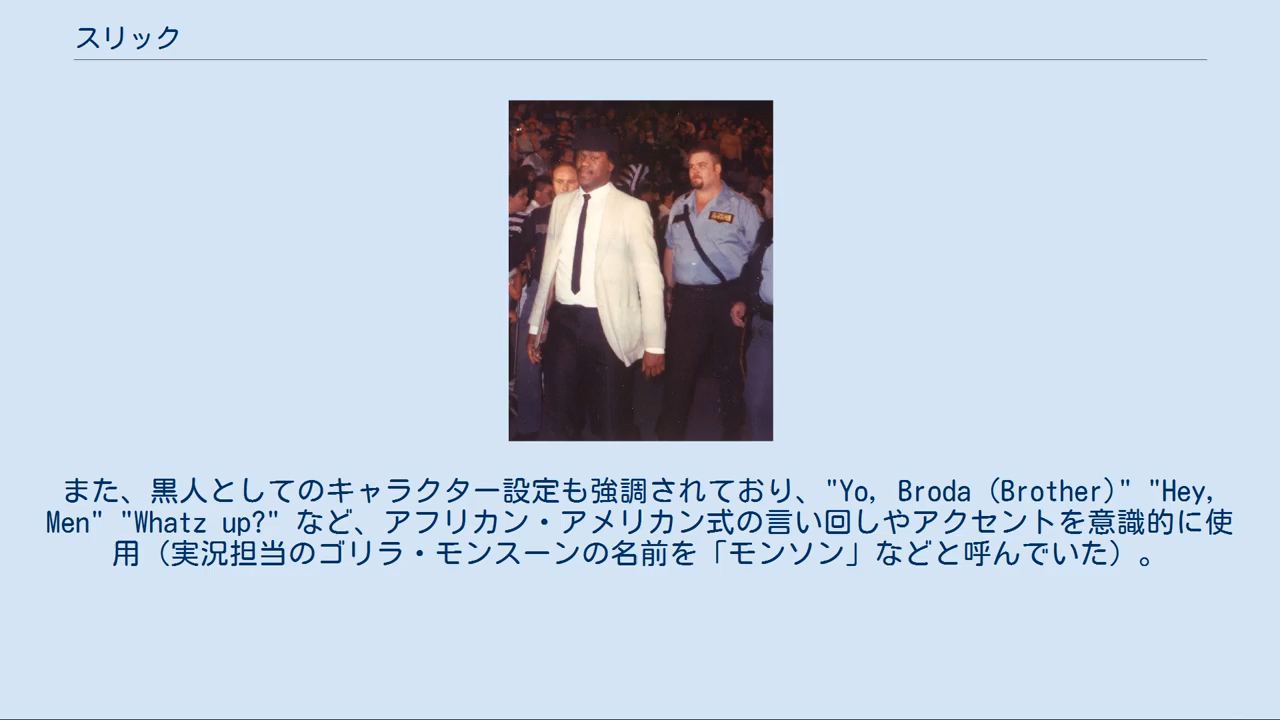 スリック
また、黒人としてのキャラクター設定も強調されており、"Yo, Broda (Brother)" "Hey,
Men" "Whatz up?" など、アフリカン・アメリカン式の言い回しやアクセントを意識的に使
用（実況担当のゴリラ・モンスーンの名前を「モンソン」などと呼んでいた）。